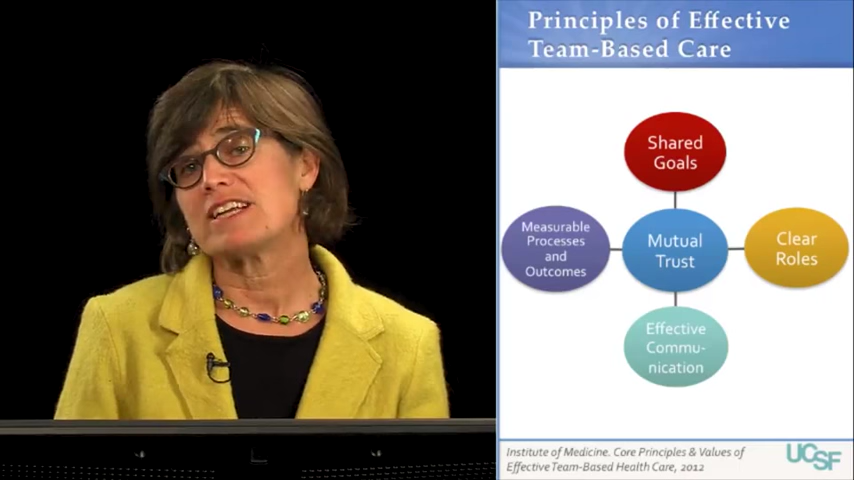 Principles of Effective
Team-Based Care
Shared
Goals
Measurable
Processes
and
Outcomes
Mutual
Trust
Clear
Roles
Effective
Commu-
nication
Institute of Medicine. Core Principles & Values of
Effective Team-Based Health Care, 2012
UCSF